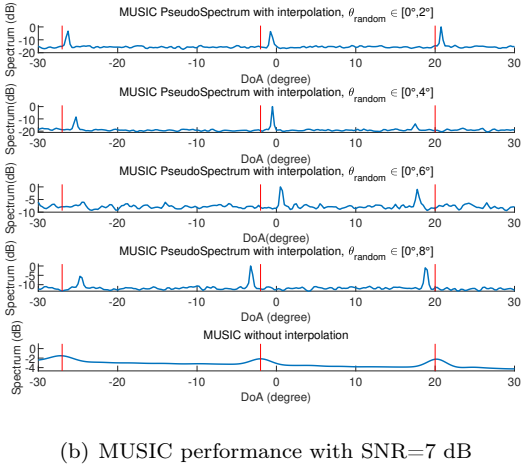 MUSIC PseudoSpectrum with interpolation, θrandom ∈ [0°,2°]
Spectrum (dB)
0
-10
-20
-30 -20 -10 0 10 20 30
DoA (degree)
MUSIC PseudoSpectrum with interpolation, θrandom ∈ [0°,4°]
Spectrum(dB)
0
-10
-20
-30 -20 -10 0 10 20 30
DoA (degree)
MUSIC PseudoSpectrum with interpolation, θrandom ∈ [0°,6°]
Spectrum(dB)
0
-5
-10
-30 -20 -10 0 10 20 30
DoA(degree)
MUSIC PseudoSpectrum with interpolation, θrandom ∈ [0°,8°]
Spectrum (dB)
0
-5
-10
-30 -20 -10 0 10 20 30
DoA (degree)
MUSIC without interpolation
Spectrum (dB)
0
-2
-4
-30 -20 -10 0 10 20 30
DoA (degree)
(b) MUSIC performance with SNR=7 dB